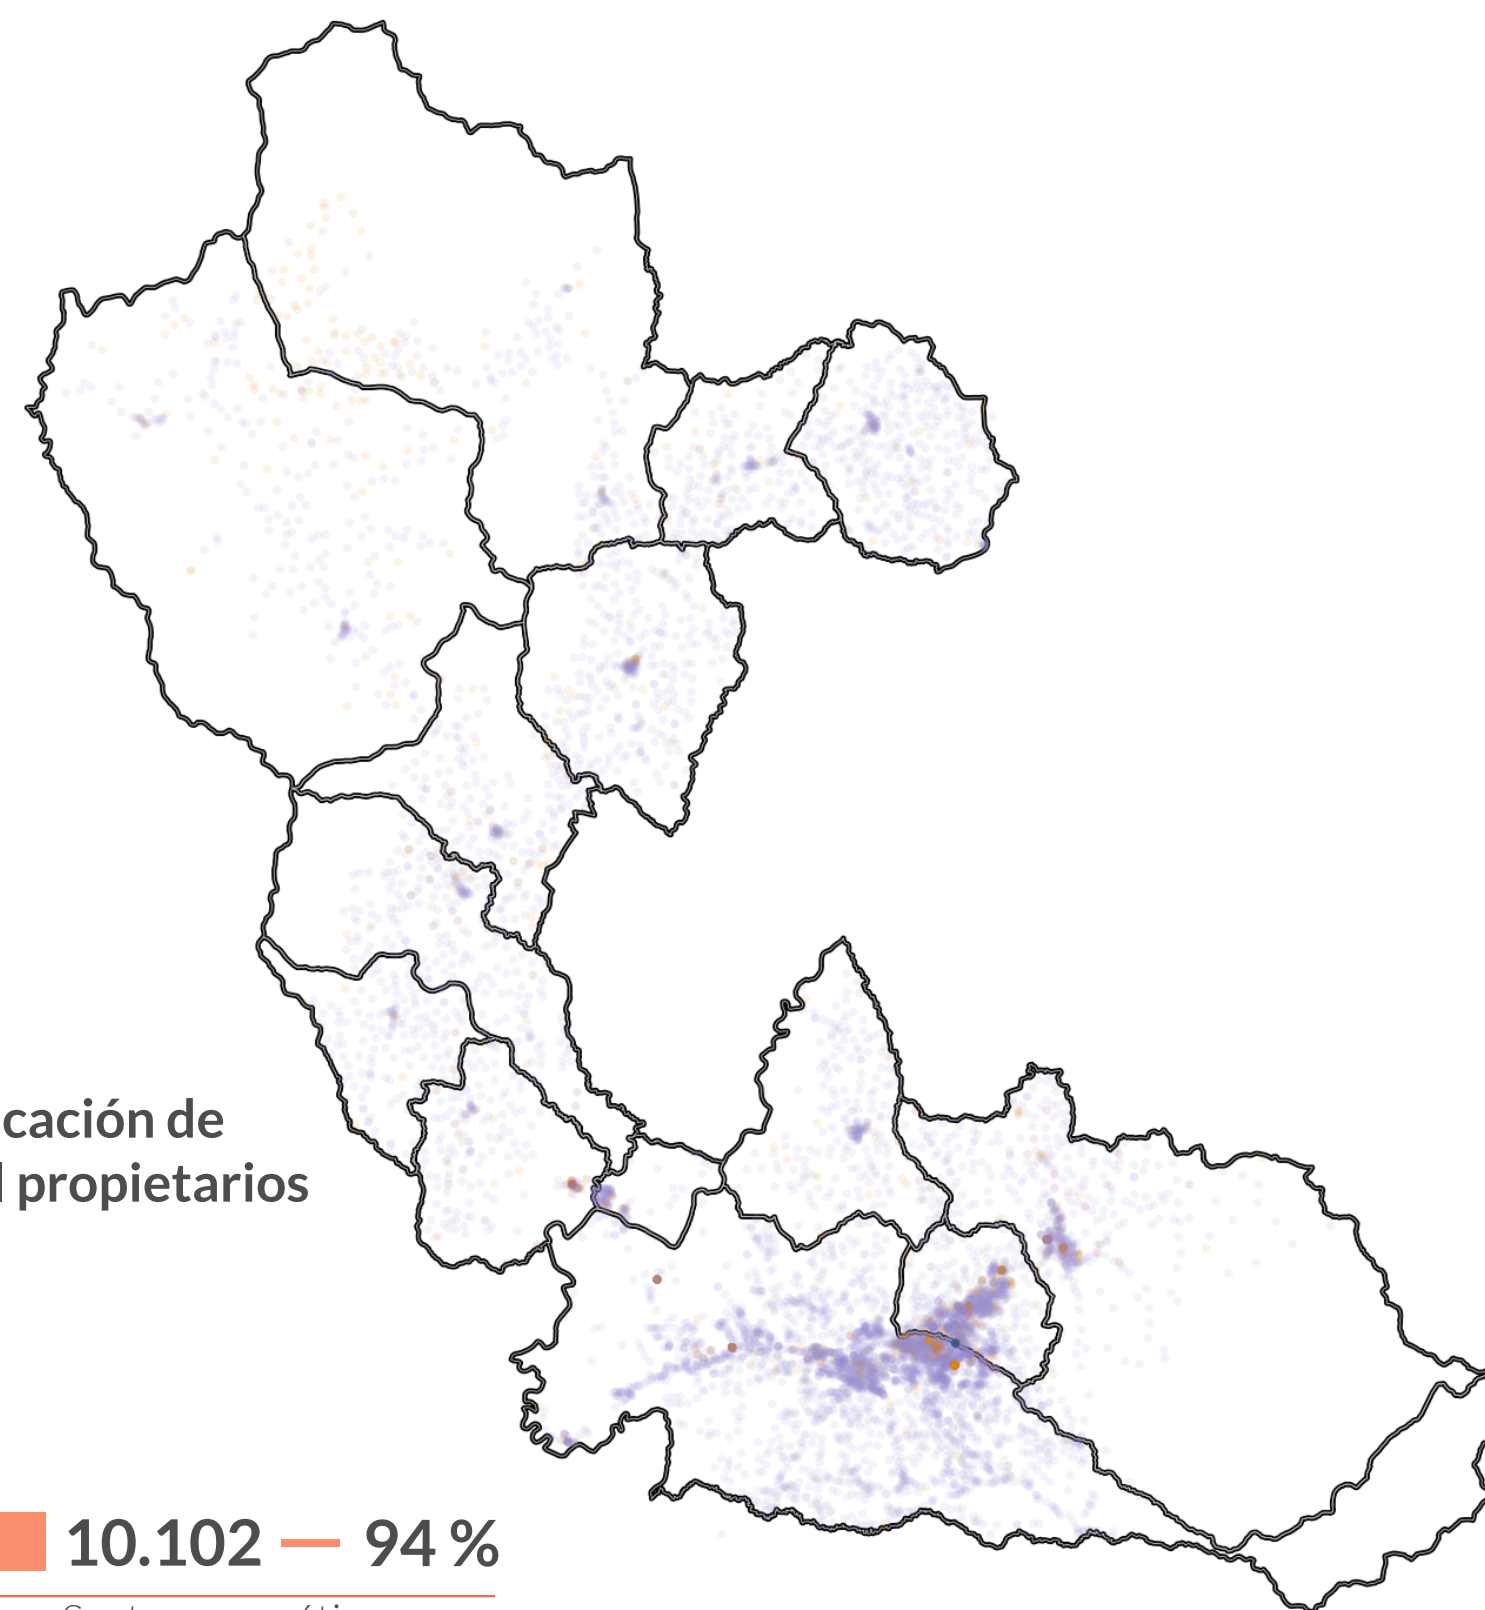 cación de
propietarios
10.102 — 94 %